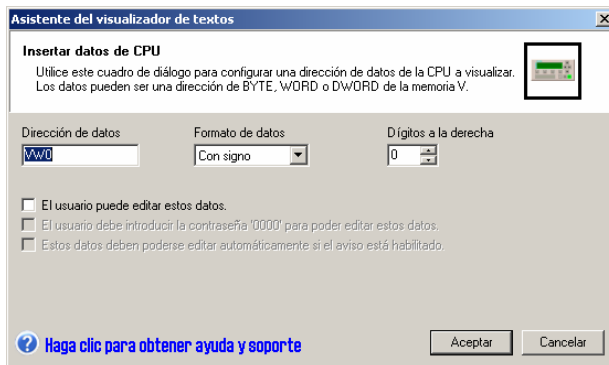 Asistente del visualizador de textos
Insertar datos de CPU
Utilice este cuadro de diálogo para configurar una dirección de datos de la CPU a visualizar.
Los datos pueden ser una dirección de BYTE, WORD o DWORD de la memoria V.
Dirección de datos Formato de datos Dígitos a la derecha
VW0 Con signo 0
El usuario puede editar estos datos.
El usuario debe introducir la contraseña '0000' para poder editar estos datos.
Estos datos deben poderse editar automáticamente si el aviso está habilitado.
Haga clic para obtener ayuda y soporte Aceptar Cancelar